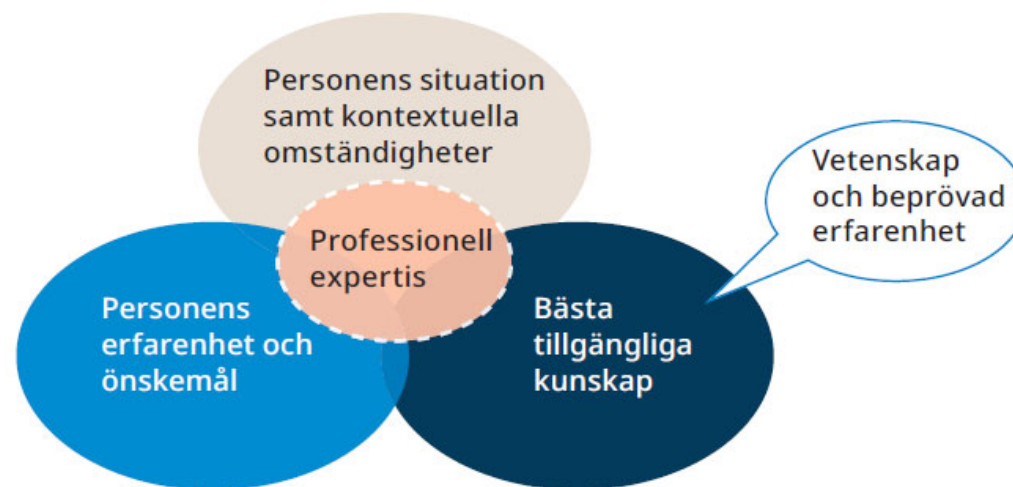 Personens situation
samt kontextuella
omständigheter
Vetenskap
och beprövad
erfarenhet
Professionell
expertis
Personens
erfarenhet och
önskemål
Bästa
tillgängliga
kunskap